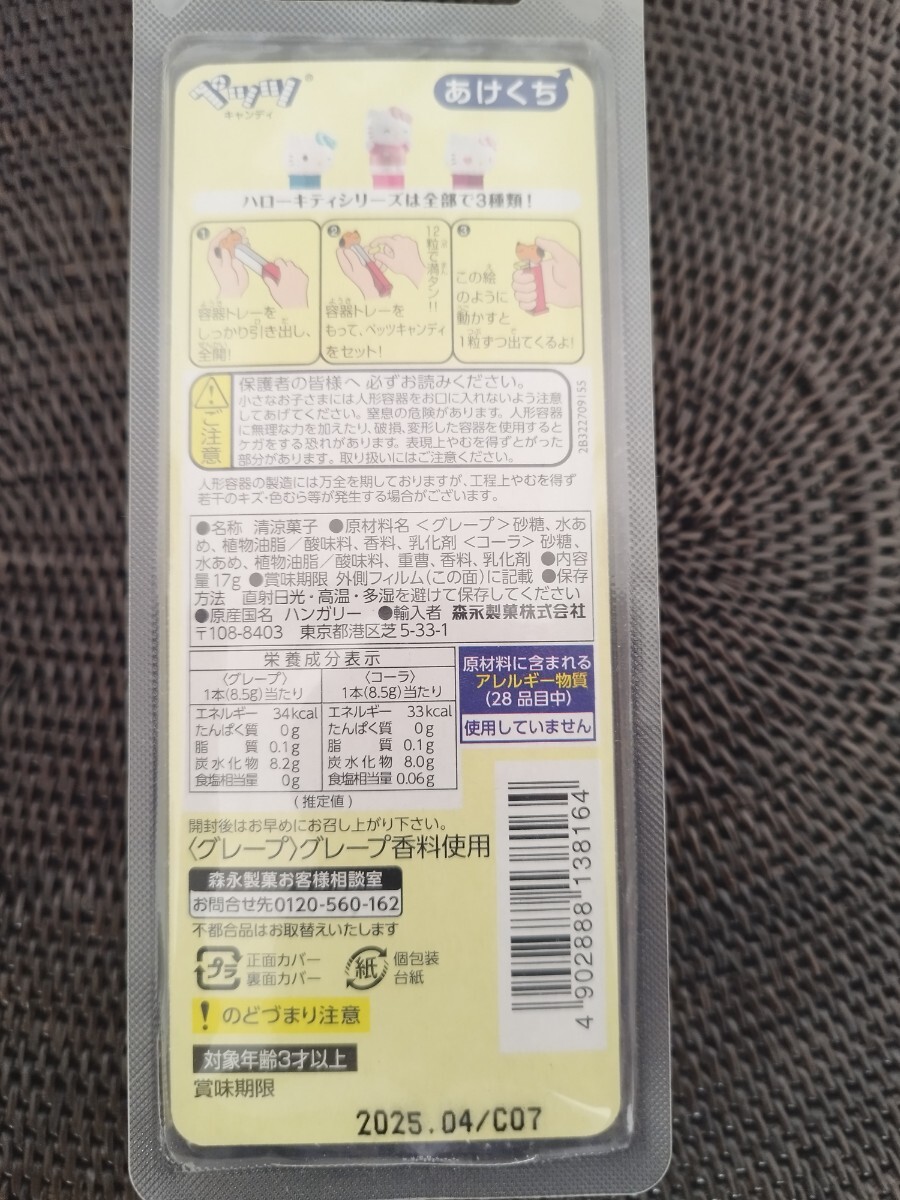 PEZ®
キャンディ
あけくち
ハローキティシリーズは全部で3種類!
1
容器トレーを
しっかり引き出し、
全開!
2
12粒で満タン!!
容器トレーを
もって、ペッツキャンディ
をセット!
3
この絵
のように
動かすと
1粒ずつ出てくるよ!
ご注意
保護者の皆様へ 必ずお読みください。
小さなお子さまには人形容器をお口に入れないよう注意
してあげてください。窒息の危険があります。人形容器
に無理な力を加えたり、破損、変形した容器を使用すると
ケガをする恐れがあります。表現上やむを得ずとがった
部分があります。取り扱いにはご注意ください。
2B32270915S
人形容器の製造には万全を期しておりますが、工程上やむを得ず
若干のキズ・色むら等が発生する場合がございます。
●名称 清涼菓子 ●原材料名 <グレープ>砂糖、水あ
め、植物油脂/酸味料、香料、乳化剤 <コーラ> 砂糖、
水あめ、植物油脂/酸味料、重曹、香料、乳化剤 ●内容
量 17g ●賞味期限 外側フィルム(この面)に記載 ●保存
方法 直射日光・高温・多湿を避けて保存してください
●原産国名 ハンガリー ●輸入者 森永製菓株式会社
〒108-8403 東京都港区芝5-33-1
栄養成分表示
〈グレープ〉
1本(8.5g)当たり
エネルギー 34kcal
たんぱく質 0g
脂質 0.1g
炭水化物 8.2g
食塩相当量 0g
〈コーラ〉
1本(8.5g)当たり
エネルギー 33kcal
たんぱく質 0g
脂質 0.1g
炭水化物 8.0g
食塩相当量 0.06g
(推定値)
原材料に含まれる
アレルギー物質
(28品目中)
使用していません
開封後はお早めにお召し上がり下さい。
〈グレープ〉グレープ香料使用
森永製菓お客様相談室
お問合せ先0120-560-162
不都合品はお取替えいたします
プラ
正面カバー
裏面カバー
紙
個包装
台紙
! のどづまり注意
対象年齢3才以上
賞味期限
2025.04/C07
4 902888 138164